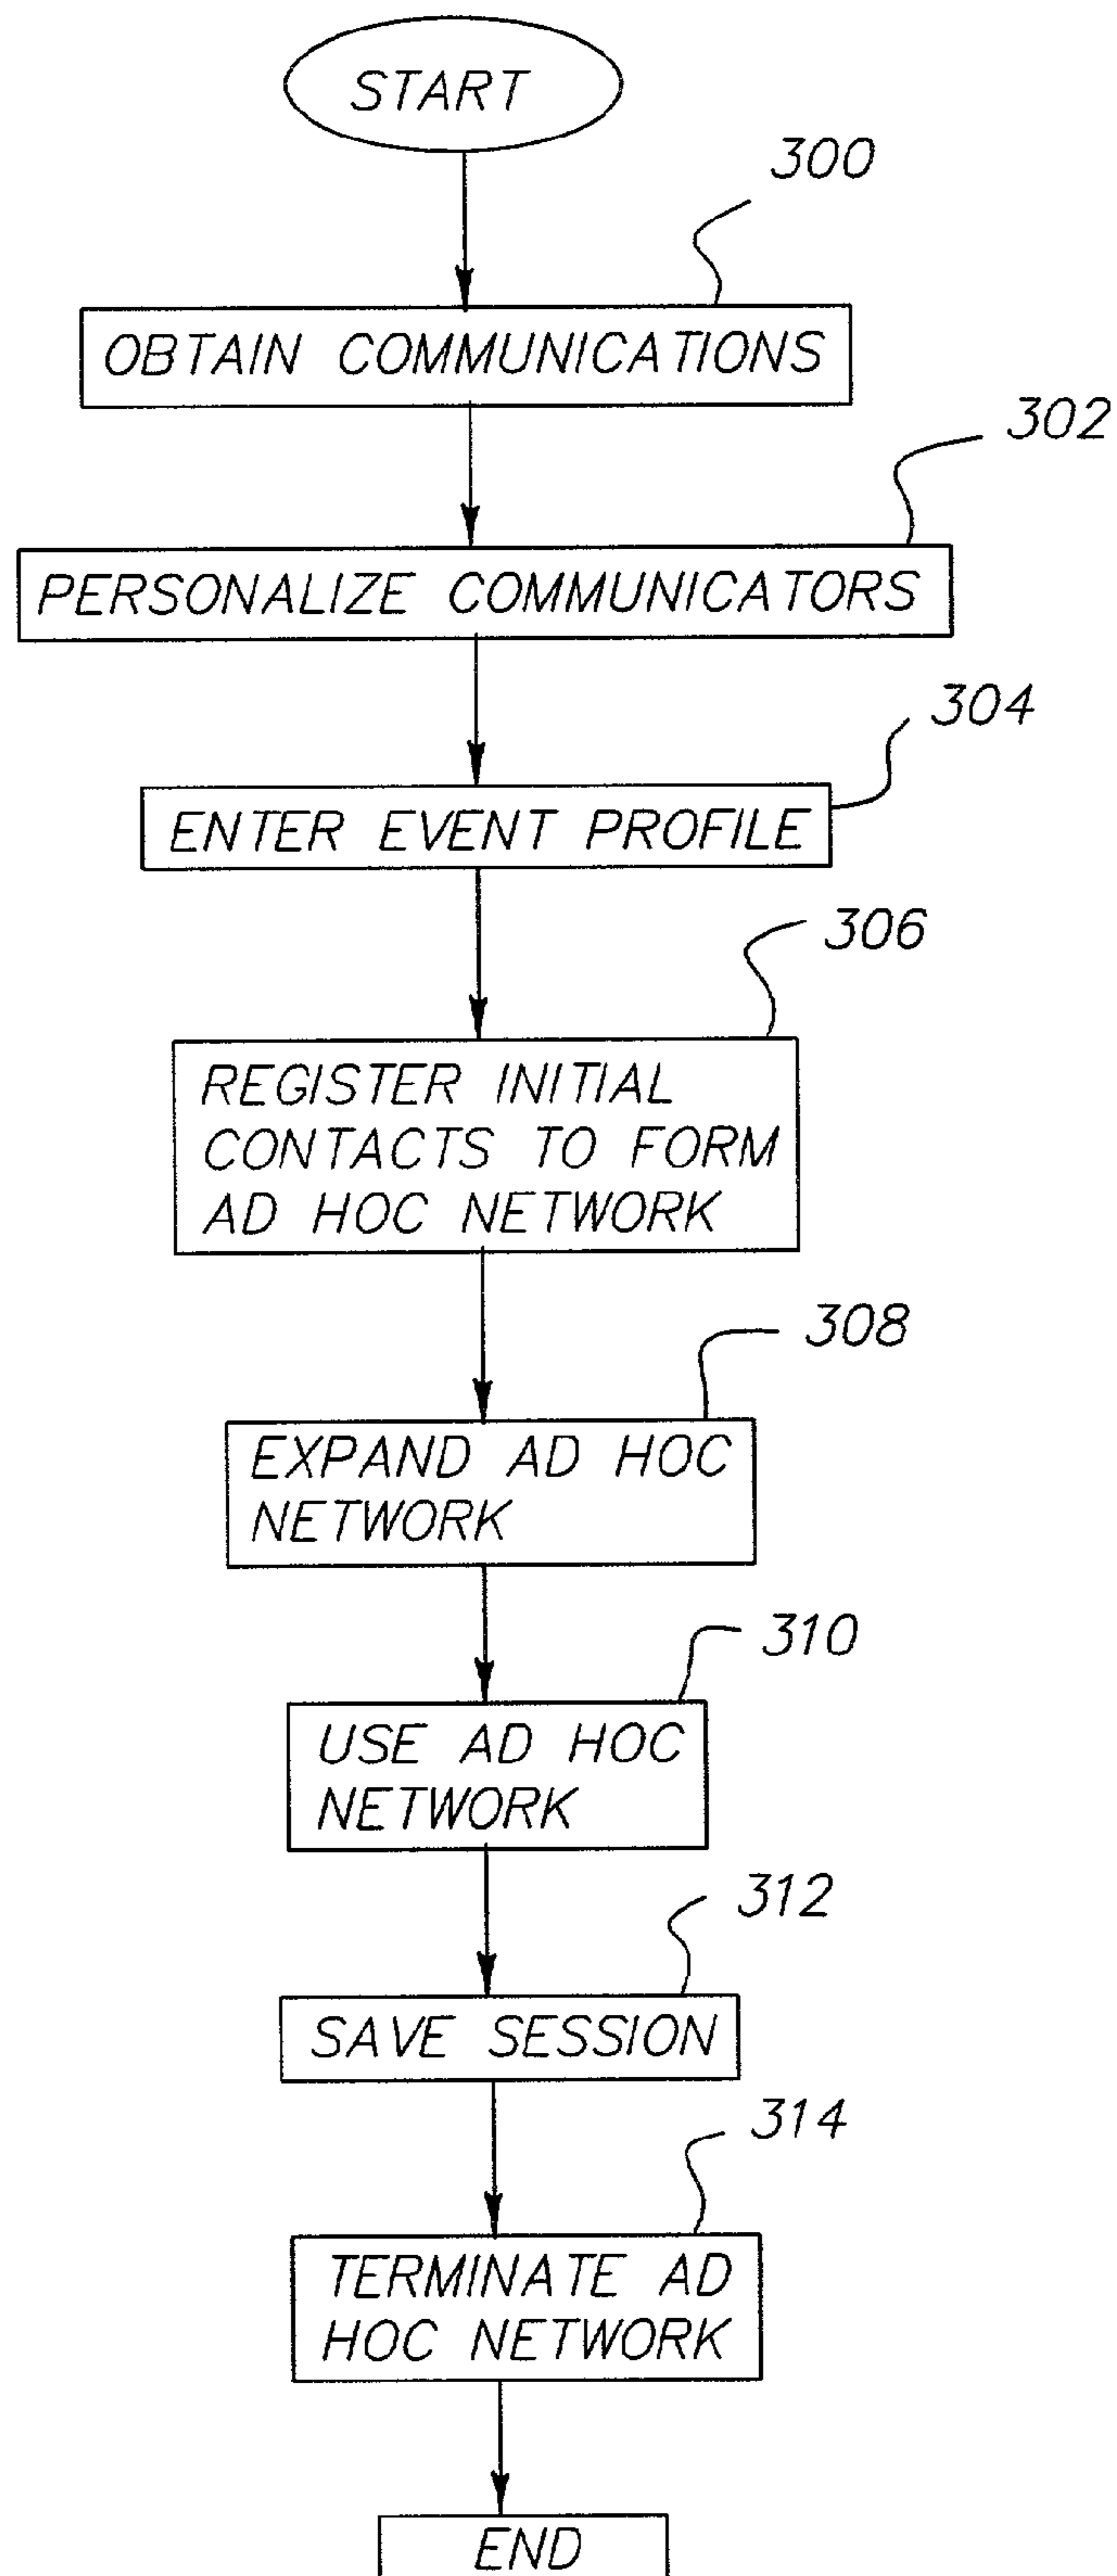 START
300
OBTAIN COMMUNICATIONS
302
PERSONALIZE COMMUNICATORS
304
ENTER EVENT PROFILE
306
REGISTER INITIAL
CONTACTS TO FORM
AD HOC NETWORK
308
EXPAND AD HOC
NETWORK
310
USE AD HOC
NETWORK
312
SAVE SESSION
314
TERMINATE AD
HOC NETWORK
END